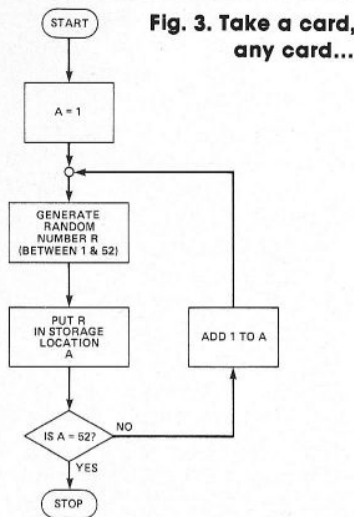 Fig. 3. Take a card,
any card...
START
A = 1
GENERATE
RANDOM
NUMBER R
(BETWEEN 1 & 52)
PUT R
IN STORAGE
LOCATION
A
ADD 1 TO A
IS A = 52?
NO
YES
STOP